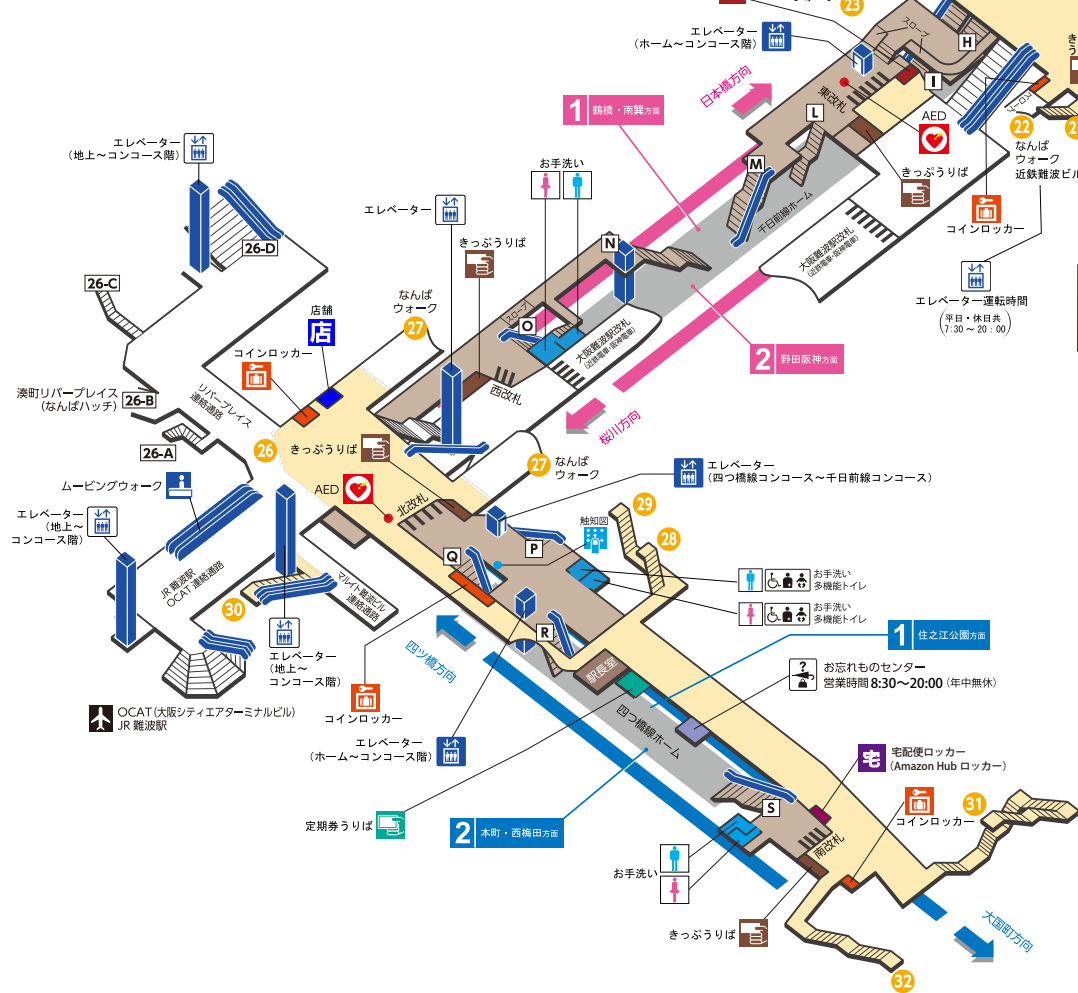 23
エレベーター
(ホーム～コンコース階)
スロープ
H
I
日本橋方向
東改札
L
M
AED
きっぷうりば
22
なんば
ウォーク
近鉄難波ビル
コインロッカー
スロープ
エレベーター運転時間
(平日・休日共
7:30～20:00)
1 鶴橋・南巽方面
エレベーター
(地上～コンコース階)
お手洗い
千日前線ホーム
大阪難波駅改札
(近鉄電車・阪神電車)
エレベーター
きっぷうりば
N
26-D
26-C
店舗
店
なんば
ウォーク
27
スロープ
O
大阪難波駅改札
(近鉄電車・阪神電車)
2 野田阪神方面
コインロッカー
西改札
桜川方向
湊町リバープレイス
(なんばハッチ)
26-B
リバープレイス
連絡通路
26-A
26
きっぷうりば
27
なんば
ウォーク
エレベーター
(四つ橋線コンコース～千日前線コンコース)
ムービングウォーク
AED
北改札
エレベーター
(地上～
コンコース階)
触知図
29
28
P
Q
JR 難波駅
OCAT 連絡通路
マルイト難波ビル
連絡通路
お手洗い
多機能トイレ
30
お手洗い
多機能トイレ
R
1 住之江公園方面
エレベーター
(地上～
コンコース階)
四ツ橋方向
駅長室
?
お忘れものセンター
営業時間 8:30～20:00 (年中無休)
OCAT (大阪シティエアターミナルビル)
JR 難波駅
コインロッカー
四つ橋線ホーム
エレベーター
(ホーム～コンコース階)
宅
宅配便ロッカー
(Amazon Hub ロッカー)
S
定期券うりば
2 本町・西梅田方面
コインロッカー
31
南改札
お手洗い
大国町方向
きっぷうりば
32